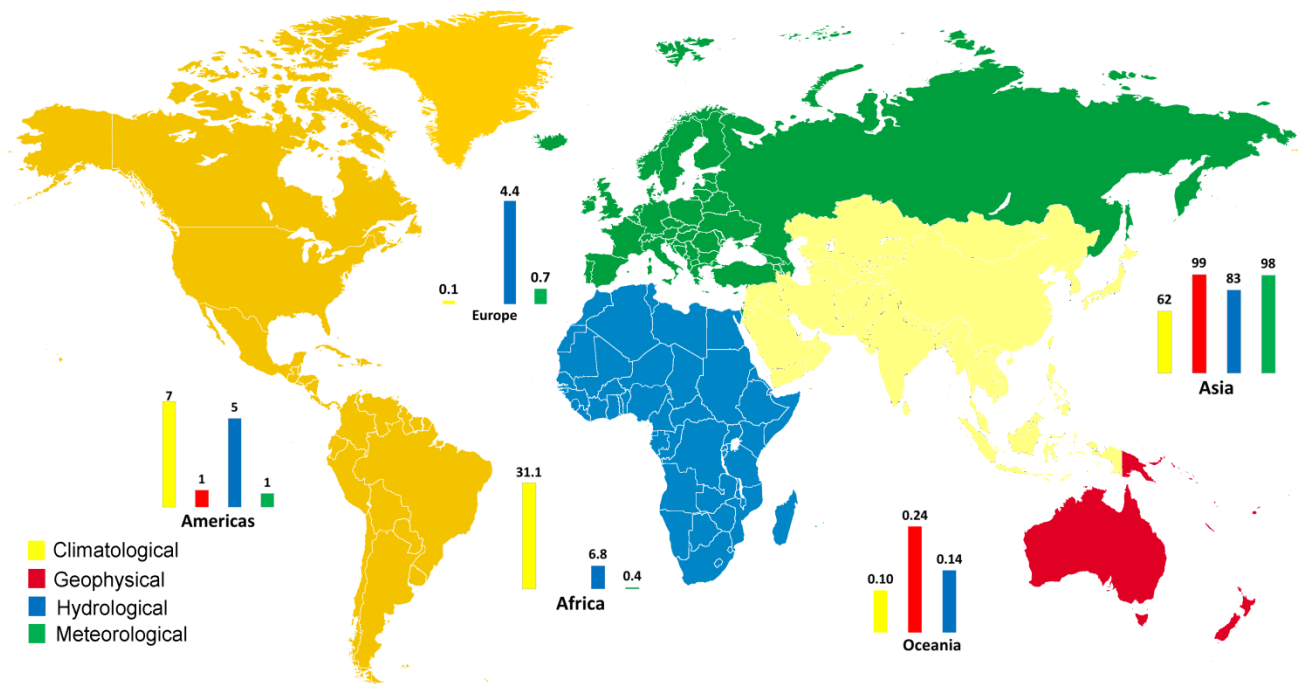 4.4
0.1
0.7
Europe
99
98
83
62
Asia
7
5
1
1
Americas
31.1
6.8
0.4
Africa
0.24
0.14
0.10
Oceania
Climatological
Geophysical
Hydrological
Meteorological